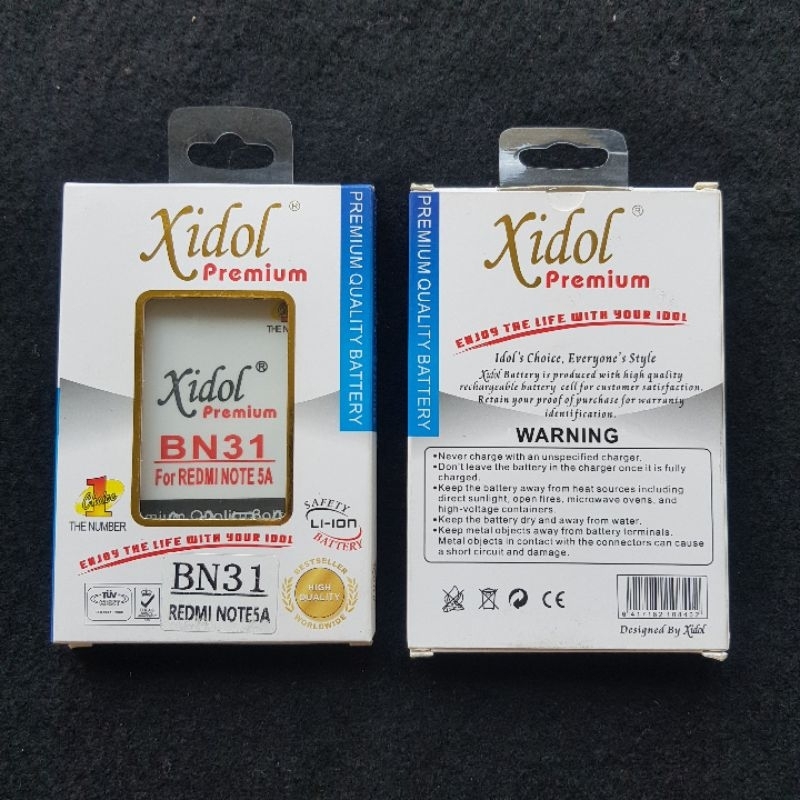 Xidol ®
Premium
PREMIUM QUALITY BATTERY
THE N
Xidol ®
Premium
BN31
For REDMI NOTE 5A
1
Choice
THE NUMBER
SAFETY
LI-ION
BATTERY
ENJOY THE LIFE WITH YOUR IDOL
TÜV
BN31
REDMI NOTE5A
BESTSELLER
HIGH
QUALITY
WORLDWIDE
Xidol ®
Premium
PREMIUM QUALITY BATTERY
ENJOY THE LIFE WITH YOUR IDOL
Idol's Choice, Everyone's Style
Xidol Battery is produced with high quality
rechargeable battery cell for customer satisfaction.
Retain your proof of purchase for warranty
identification.
WARNING
•Never charge with an unspecified charger.
•Don't leave the battery in the charger once it is fully
charged.
•Keep the battery away from heat sources including
direct sunlight, open fires, microwave ovens, and
high-voltage containers.
•Keep the battery dry and away from water.
•Keep metal objects away from battery terminals.
Metal objects in contact with the connectors can cause
a short circuit and damage.
CE
Designed By Xidol